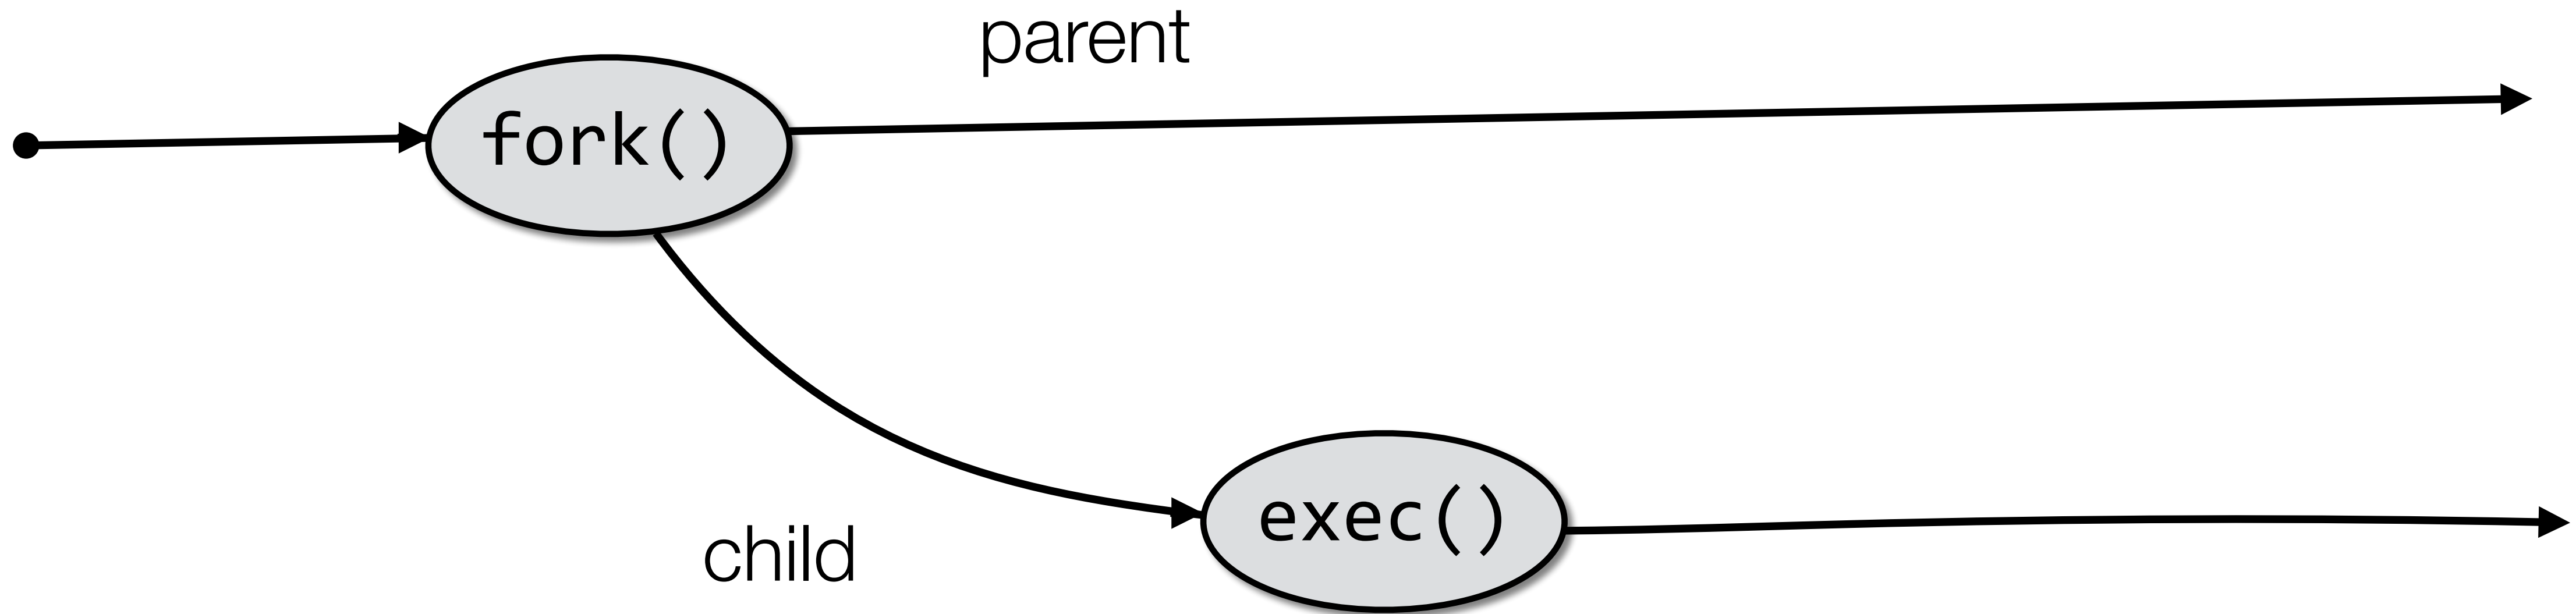 parent
fork()
exec()
child